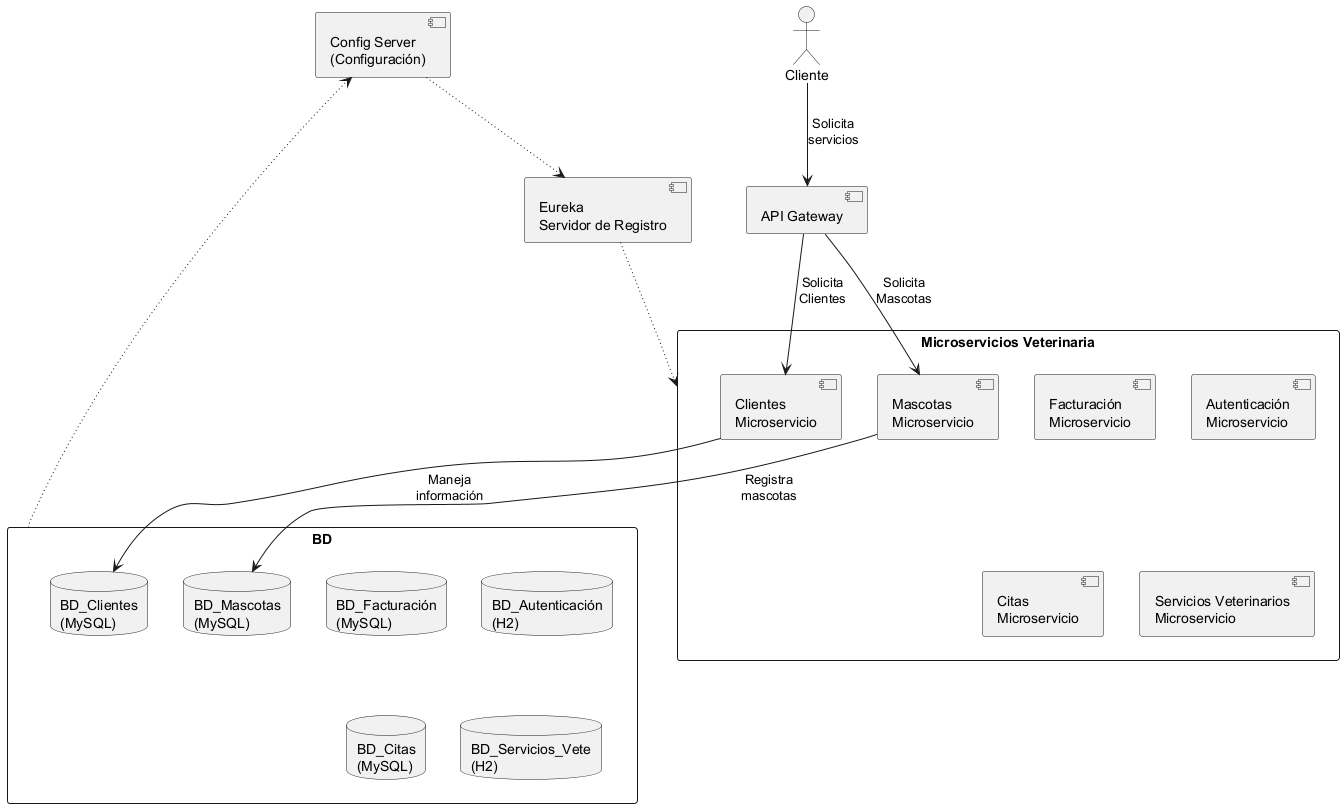 Config Server
(Configuración)
Cliente
Solicita
servicios
Eureka
Servidor de Registro
API Gateway
Solicita
Clientes
Solicita
Mascotas
Microservicios Veterinaria
Clientes
Microservicio
Mascotas
Microservicio
Facturación
Microservicio
Autenticación
Microservicio
Maneja
información
Registra
mascotas
Citas
Microservicio
Servicios Veterinarios
Microservicio
BD
BD_Clientes
(MySQL)
BD_Mascotas
(MySQL)
BD_Facturación
(MySQL)
BD_Autenticación
(H2)
BD_Citas
(MySQL)
BD_Servicios_Vete
(H2)